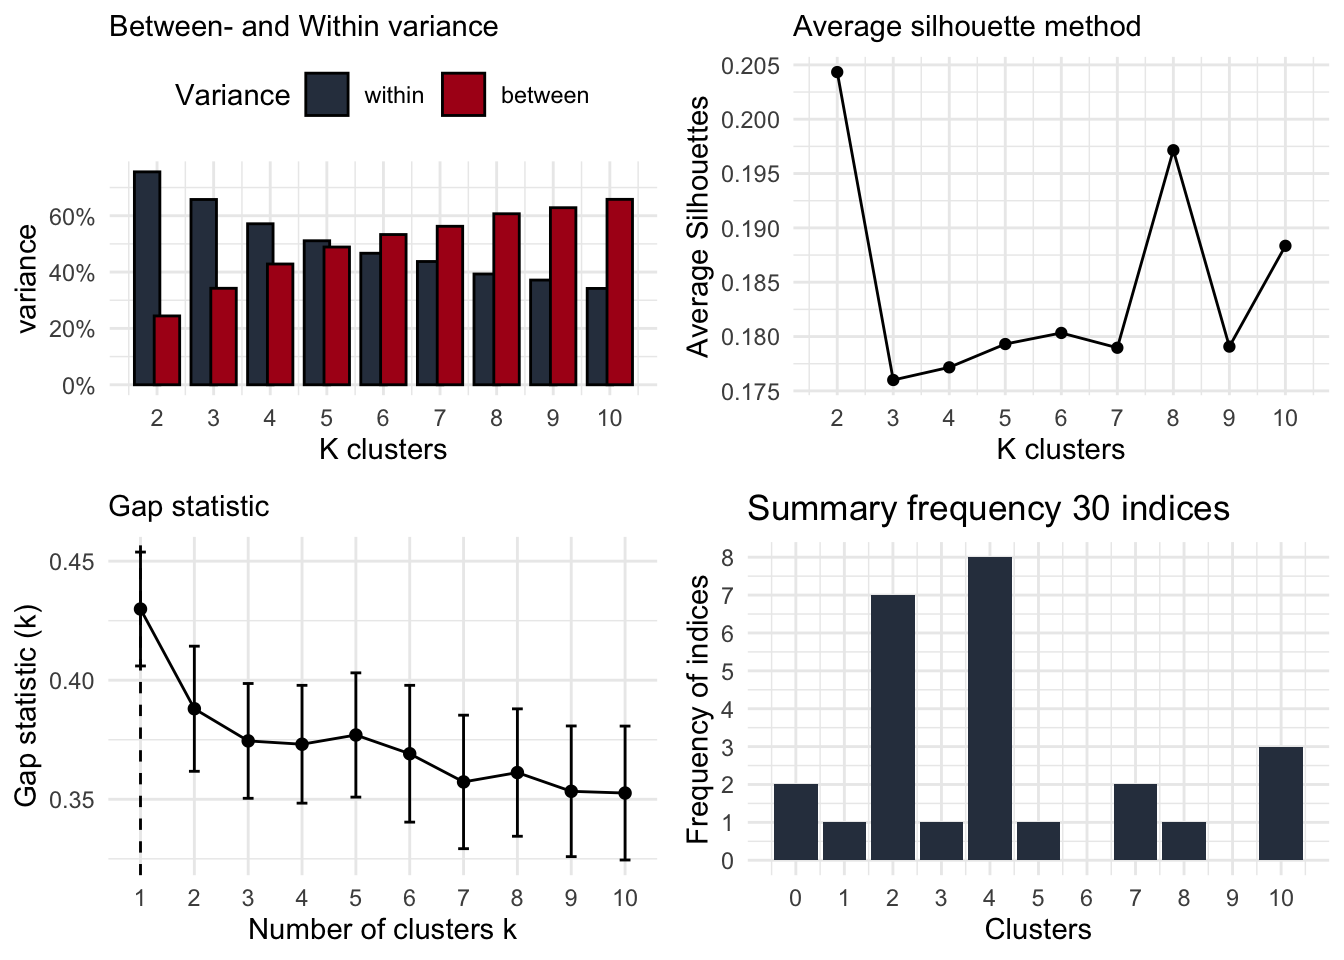 Between- and Within variance
Variance within between
variance
60%
40%
20%
0%
2 3 4 5 6 7 8 9 10
K clusters
Average silhouette method
Average Silhouettes
0.205
0.200
0.195
0.190
0.185
0.180
0.175
2 3 4 5 6 7 8 9 10
K clusters
Gap statistic
Gap statistic (k)
0.45
0.40
0.35
1 2 3 4 5 6 7 8 9 10
Number of clusters k
Summary frequency 30 indices
Frequency of indices
8
7
6
5
4
3
2
1
0
0 1 2 3 4 5 6 7 8 9 10
Clusters